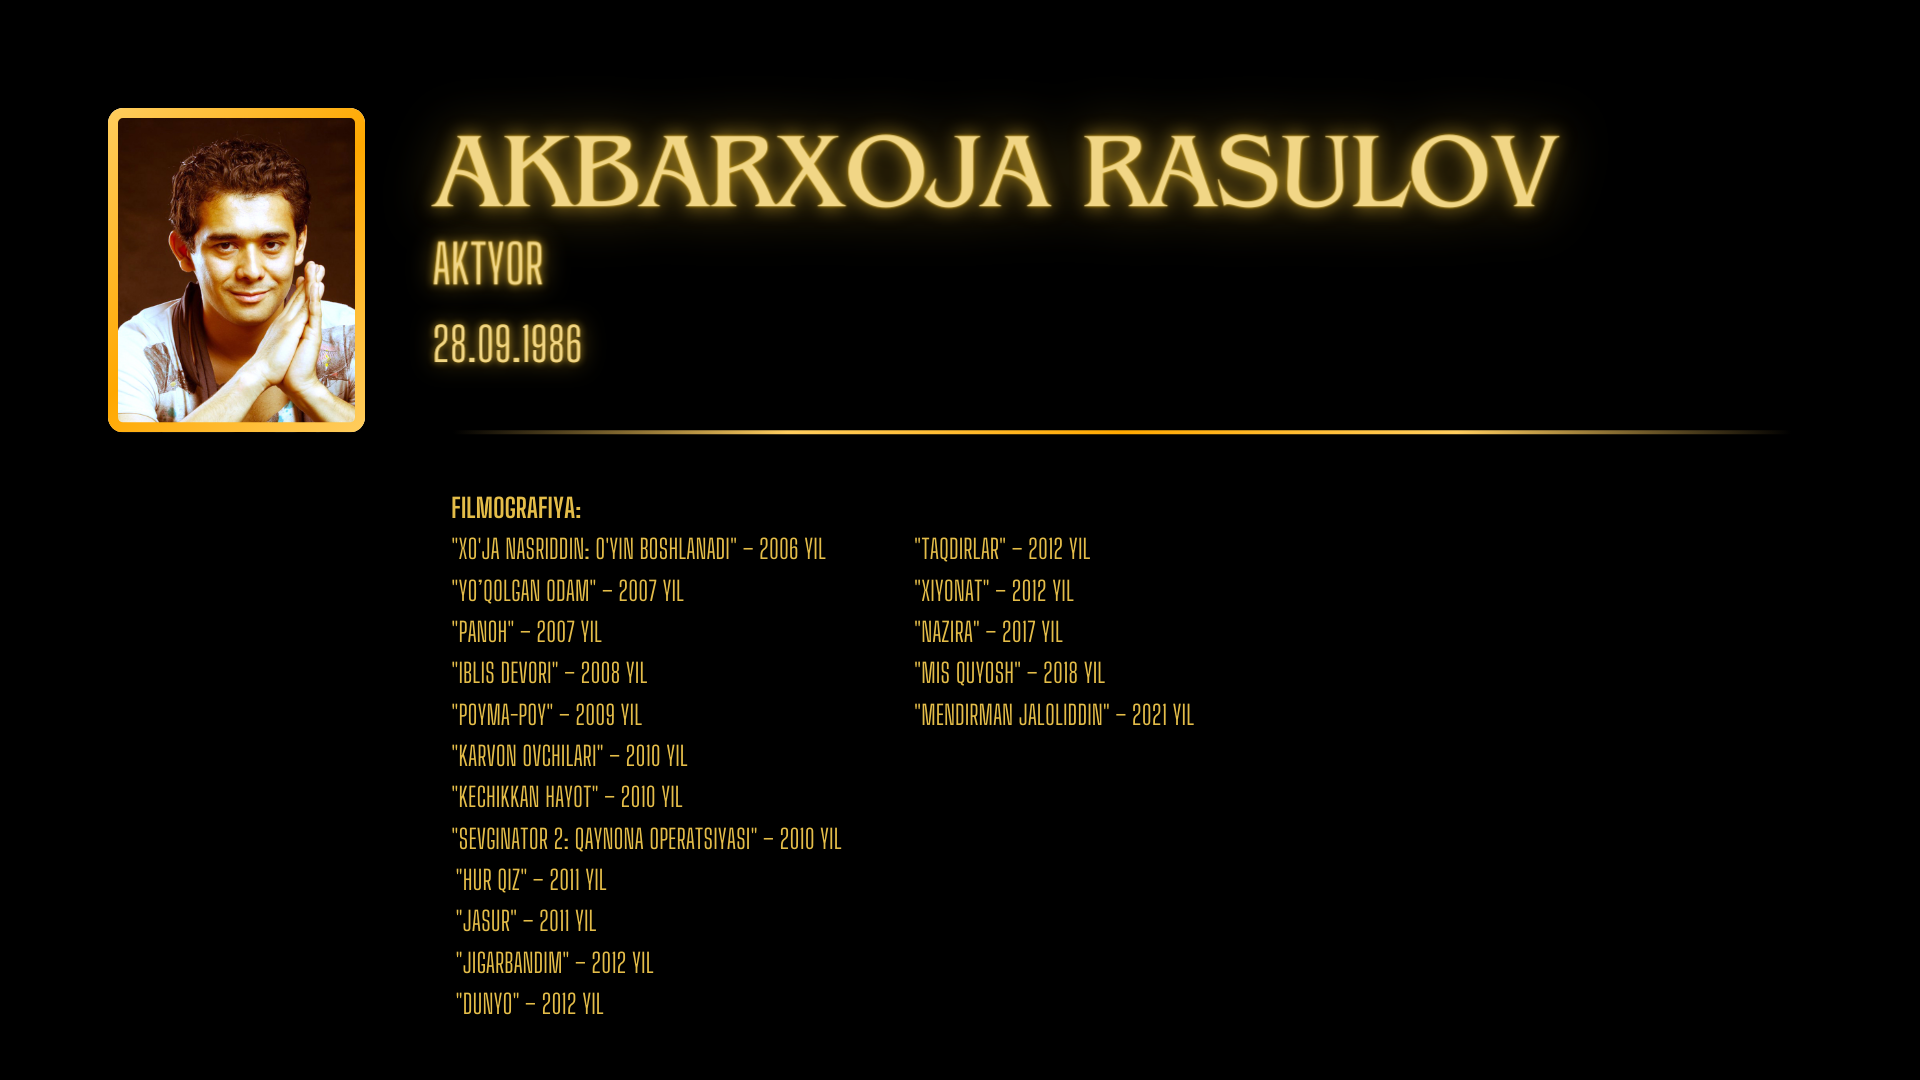 AKBARXOJA RASULOV
AKTYOR
28.09.1986
FILMOGRAFIYA:
"XO'JA NASRIDDIN: O'YIN BOSHLANADI" – 2006 YIL
"YO’QOLGAN ODAM" – 2007 YIL
"PANOH" – 2007 YIL
"IBLIS DEVORI" – 2008 YIL
"POYMA-POY" – 2009 YIL
"KARVON OVCHILARI" – 2010 YIL
"KECHIKKAN HAYOT" – 2010 YIL
"SEVGINATOR 2: QAYNONA OPERATSIYASI" – 2010 YIL
"HUR QIZ" – 2011 YIL
"JASUR" – 2011 YIL
"JIGARBANDIM" – 2012 YIL
"DUNYO" – 2012 YIL
"TAQDIRLAR" – 2012 YIL
"XIYONAT" – 2012 YIL
"NAZIRA" – 2017 YIL
"MIS QUYOSH" – 2018 YIL
"MENDIRMAN JALOLIDDIN" – 2021 YIL